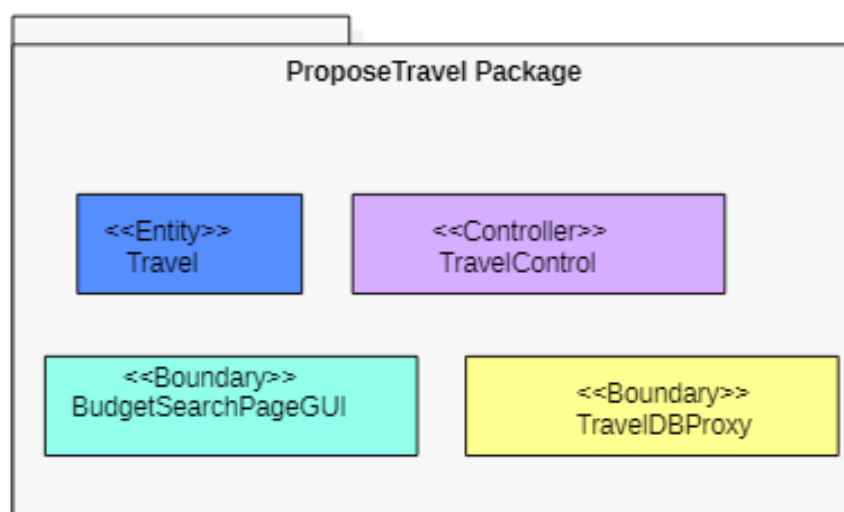 ProposeTravel Package
<<Entity>>
Travel
<<Controller>>
TravelControl
<<Boundary>>
BudgetSearchPageGUI
<<Boundary>>
TravelDBProxy